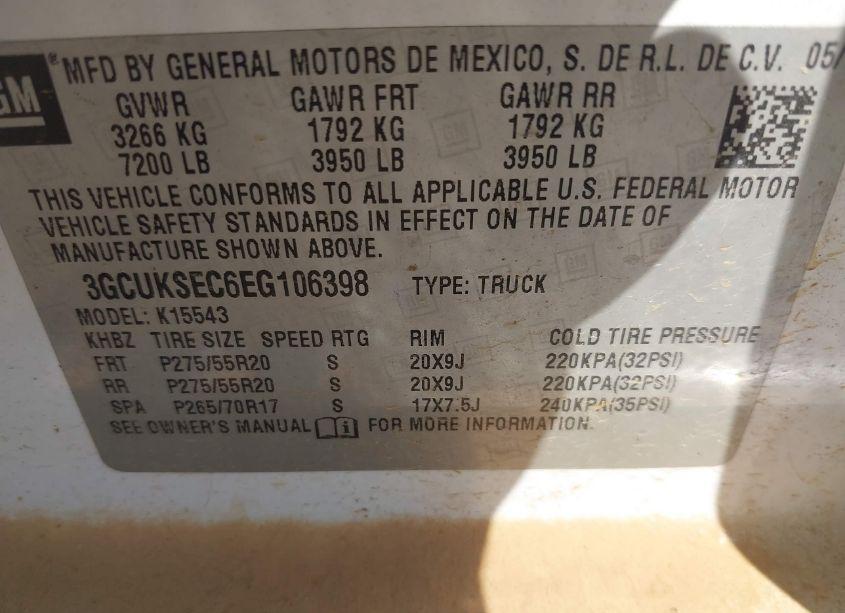 GM
® MFD BY GENERAL MOTORS DE MEXICO, S. DE R.L. DE C.V. 05/
GVWR GAWR FRT GAWR RR
3266 KG 1792 KG 1792 KG
7200 LB 3950 LB 3950 LB
THIS VEHICLE CONFORMS TO ALL APPLICABLE U.S. FEDERAL MOTOR
VEHICLE SAFETY STANDARDS IN EFFECT ON THE DATE OF
MANUFACTURE SHOWN ABOVE.
3GCUKSEC6EG106398 TYPE: TRUCK
MODEL: K15543
KHBZ TIRE SIZE SPEED RTG RIM COLD TIRE PRESSURE
FRT P275/55R20 S 20X9J 220KPA(32PSI)
RR P275/55R20 S 20X9J 220KPA(32PSI)
SPA P265/70R17 S 17X7.5J 240KPA(35PSI)
SEE OWNER'S MANUAL FOR MORE INFORMATION.